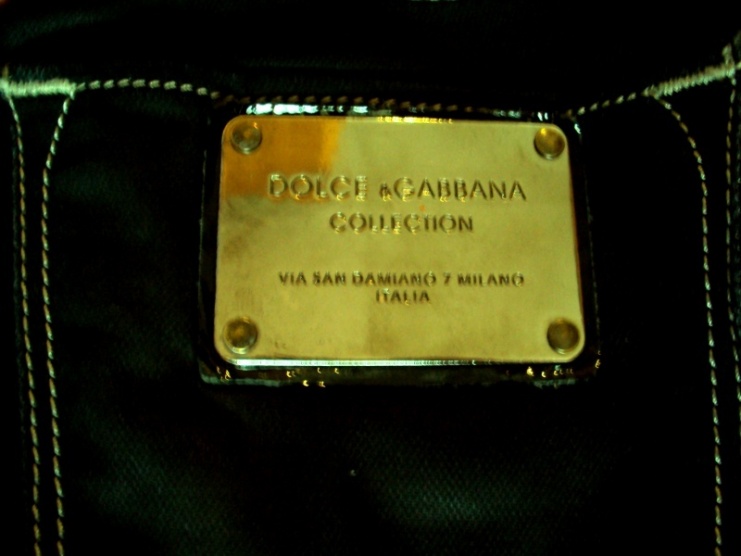 DOLCE &GABBANA
COLLECTION
VIA SAN DAMIANO 7 MILANO
ITALIA